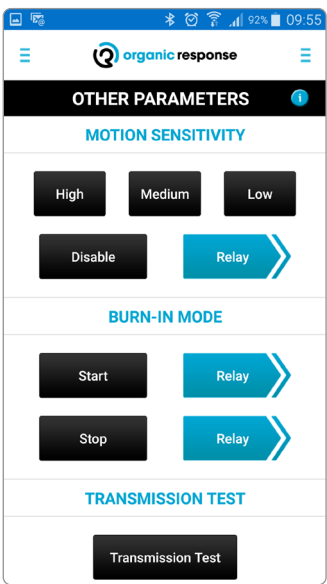 92% 09:55
organic response
OTHER PARAMETERS i
MOTION SENSITIVITY
High Medium Low
Disable Relay
BURN-IN MODE
Start Relay
Stop Relay
TRANSMISSION TEST
Transmission Test